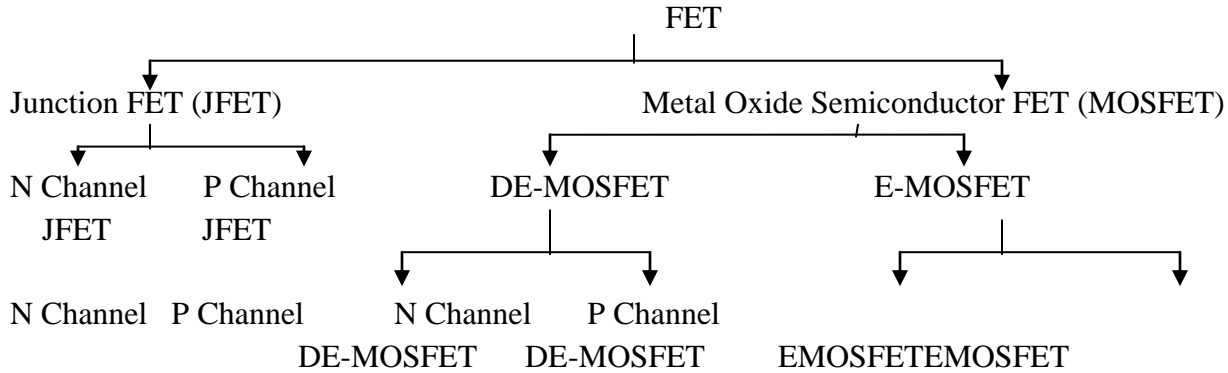 FET
Junction FET (JFET) Metal Oxide Semiconductor FET (MOSFET)
N Channel P Channel DE-MOSFET E-MOSFET
JFET JFET
N Channel P Channel N Channel P Channel
DE-MOSFET DE-MOSFET EMOSFETEMOSFET